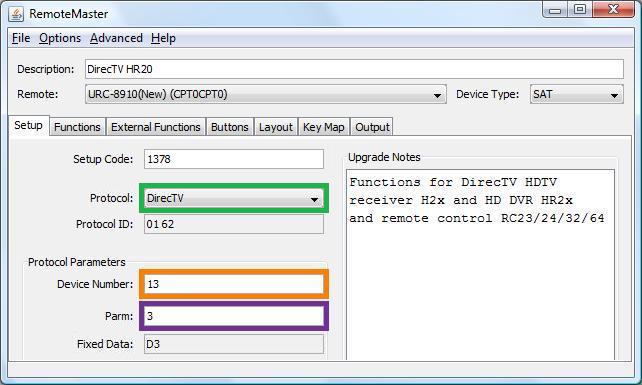 RemoteMaster
File Options Advanced Help
Description: DirecTV HR20
Remote: URC-8910(New) (CPT0CPT0) Device Type: SAT
Setup Functions External Functions Buttons Layout Key Map Output
Setup Code: 1378
Protocol: DirecTV
Protocol ID: 01 62
Protocol Parameters
Device Number: 13
Parm: 3
Fixed Data: D3
Upgrade Notes
Functions for DirecTV HDTV
receiver H2x and HD DVR HR2x
and remote control RC23/24/32/64